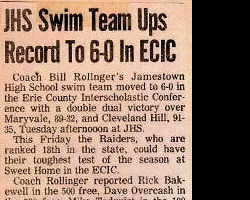 JHS Swim Team Ups
Record To 6-0 In ECIC
Coach Bill Rollinger's Jamestown
High School swim team moved to 6-0 in
the Erie County Interscholastic Confer-
ence with a double dual victory over
Maryvale, 89-32, and Cleveland Hill, 91-
35, Tuesday afternooon at JHS.
This Friday the Raiders, who are
ranked 18th in the state, could have
their toughest test of the season at
Sweet Home in the ECIC.
Coach Rollinger reported Rick Bak-
ewell in the 500 free, Dave Overcash in